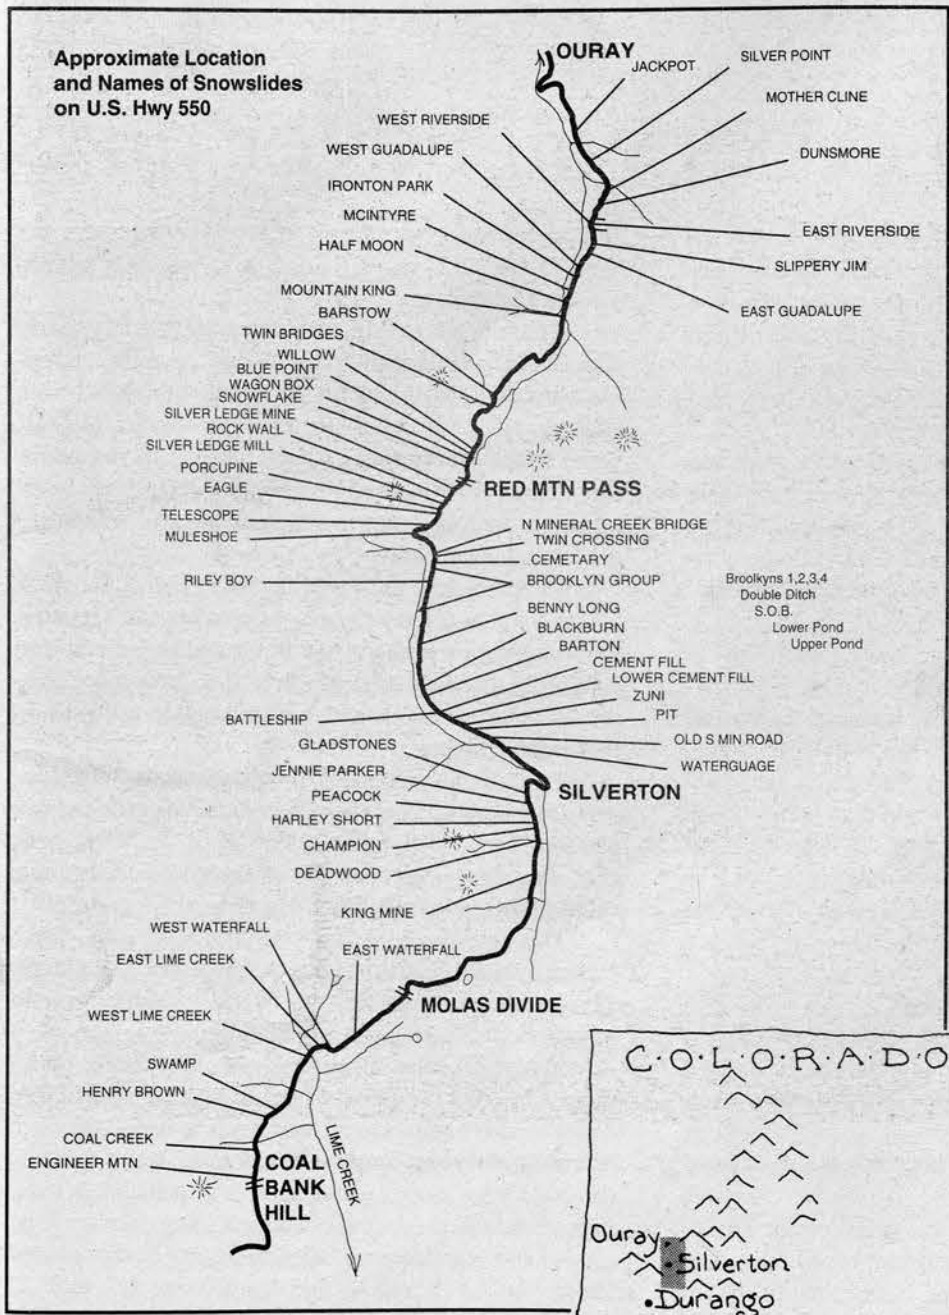 Approximate Location
and Names of Snowslides
on U.S. Hwy 550
OURAY
JACKPOT
SILVER POINT
MOTHER CLINE
WEST RIVERSIDE
WEST GUADALUPE
DUNSMORE
IRONTON PARK
MCINTYRE
EAST RIVERSIDE
HALF MOON
SLIPPERY JIM
MOUNTAIN KING
EAST GUADALUPE
BARSTOW
TWIN BRIDGES
WILLOW
BLUE POINT
WAGON BOX
SNOWFLAKE
SILVER LEDGE MINE
ROCK WALL
SILVER LEDGE MILL
PORCUPINE
EAGLE
RED MTN PASS
TELESCOPE
MULESHOE
N MINERAL CREEK BRIDGE
TWIN CROSSING
CEMETARY
RILEY BOY
BROOKLYN GROUP
Broolkyns 1,2,3,4
Double Ditch
S.O.B.
Lower Pond
Upper Pond
BENNY LONG
BLACKBURN
BARTON
CEMENT FILL
LOWER CEMENT FILL
ZUNI
PIT
BATTLESHIP
OLD S MIN ROAD
GLADSTONES
WATERGUAGE
JENNIE PARKER
SILVERTON
PEACOCK
HARLEY SHORT
CHAMPION
DEADWOOD
KING MINE
WEST WATERFALL
EAST WATERFALL
EAST LIME CREEK
MOLAS DIVIDE
WEST LIME CREEK
SWAMP
HENRY BROWN
COAL CREEK
ENGINEER MTN
COAL
BANK
HILL
LIME CREEK
C·O·L·O·R·A·D·O
Ouray
Silverton
Durango